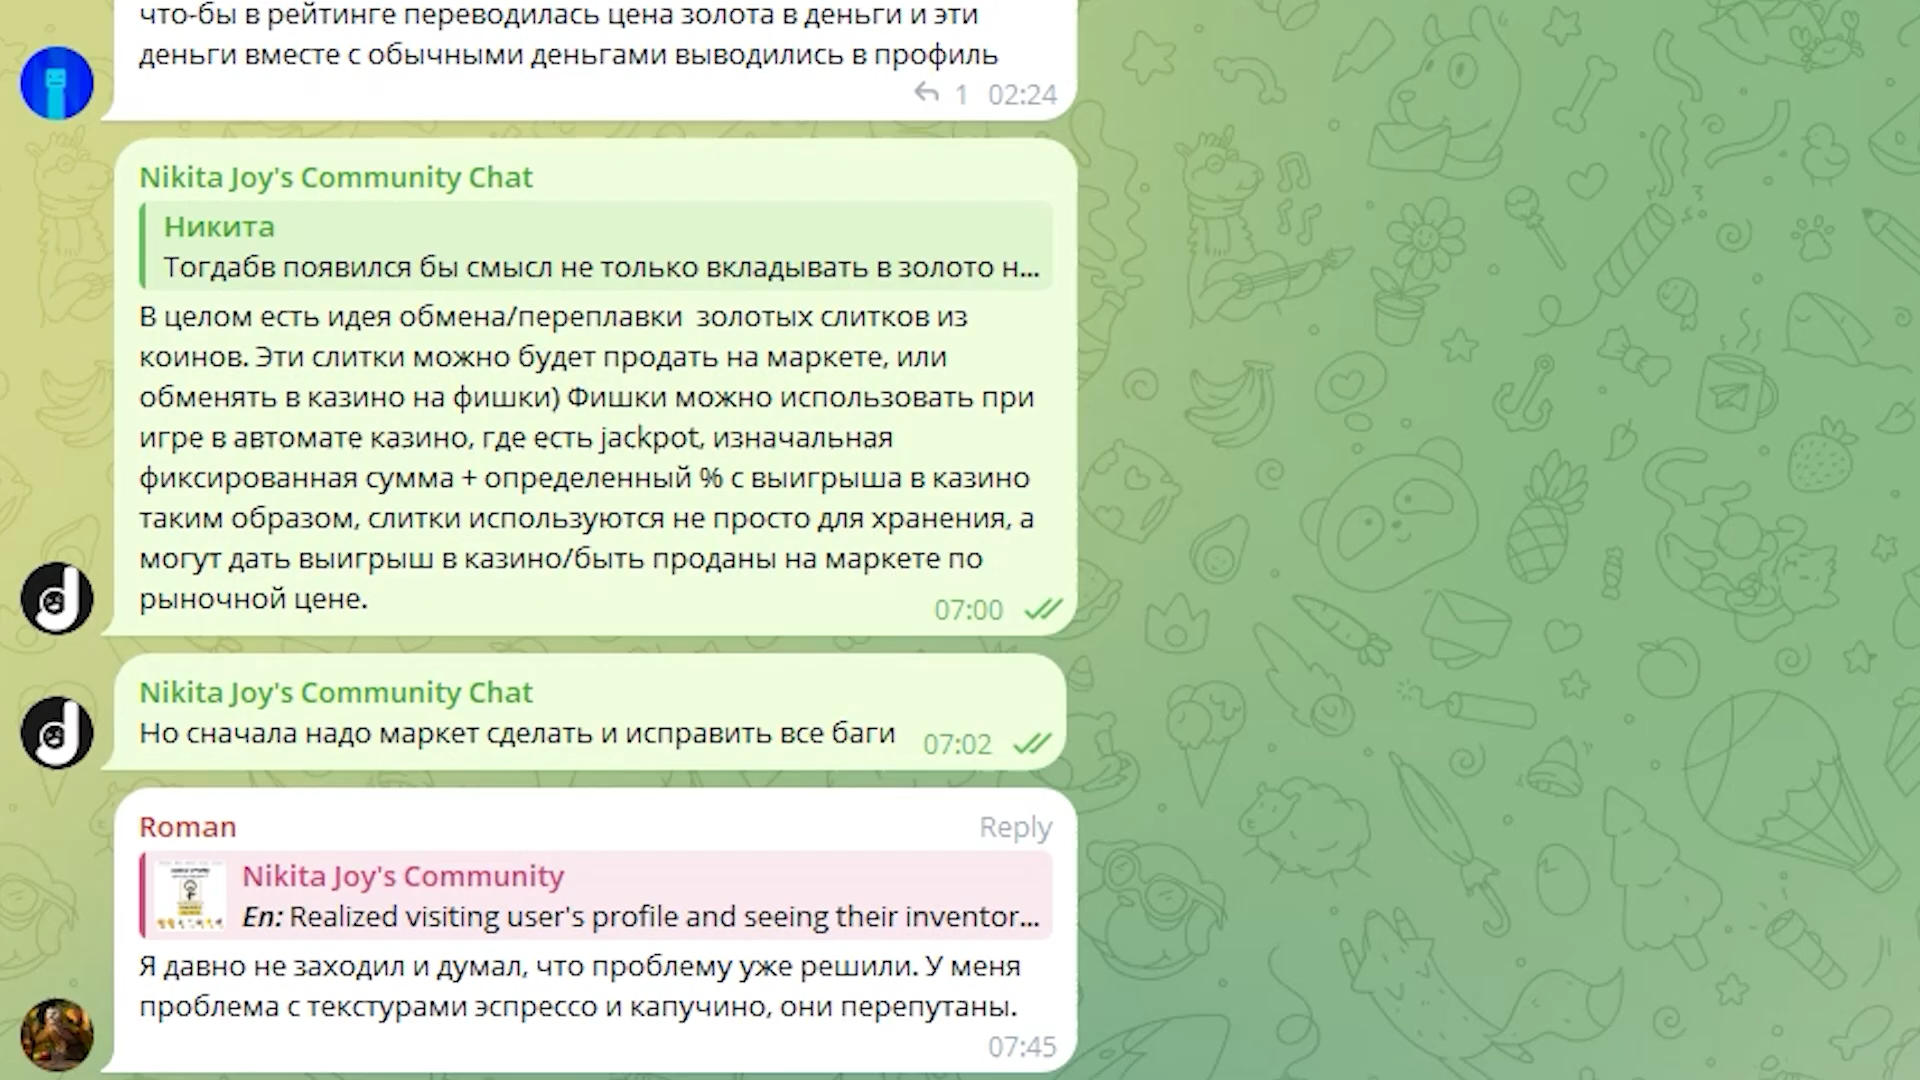 что-бы в рейтинге переводилась цена золота в деньги и эти
деньги вместе с обычными деньгами выводились в профиль
1 02:24
Nikita Joy's Community Chat
Никита
Тогдабв появился бы смысл не только вкладывать в золото н...
В целом есть идея обмена/переплавки золотых слитков из
коинов. Эти слитки можно будет продать на маркете, или
обменять в казино на фишки) Фишки можно использовать при
игре в автомате казино, где есть jackpot, изначальная
фиксированная сумма + определенный % с выигрыша в казино
таким образом, слитки используются не просто для хранения, а
могут дать выигрыш в казино/быть проданы на маркете по
рыночной цене.
07:00
Nikita Joy's Community Chat
Но сначала надо маркет сделать и исправить все баги 07:02
Roman Reply
Nikita Joy's Community
En: Realized visiting user's profile and seeing their inventor...
Я давно не заходил и думал, что проблему уже решили. У меня
проблема с текстурами эспрессо и капучино, они перепутаны.
07:45